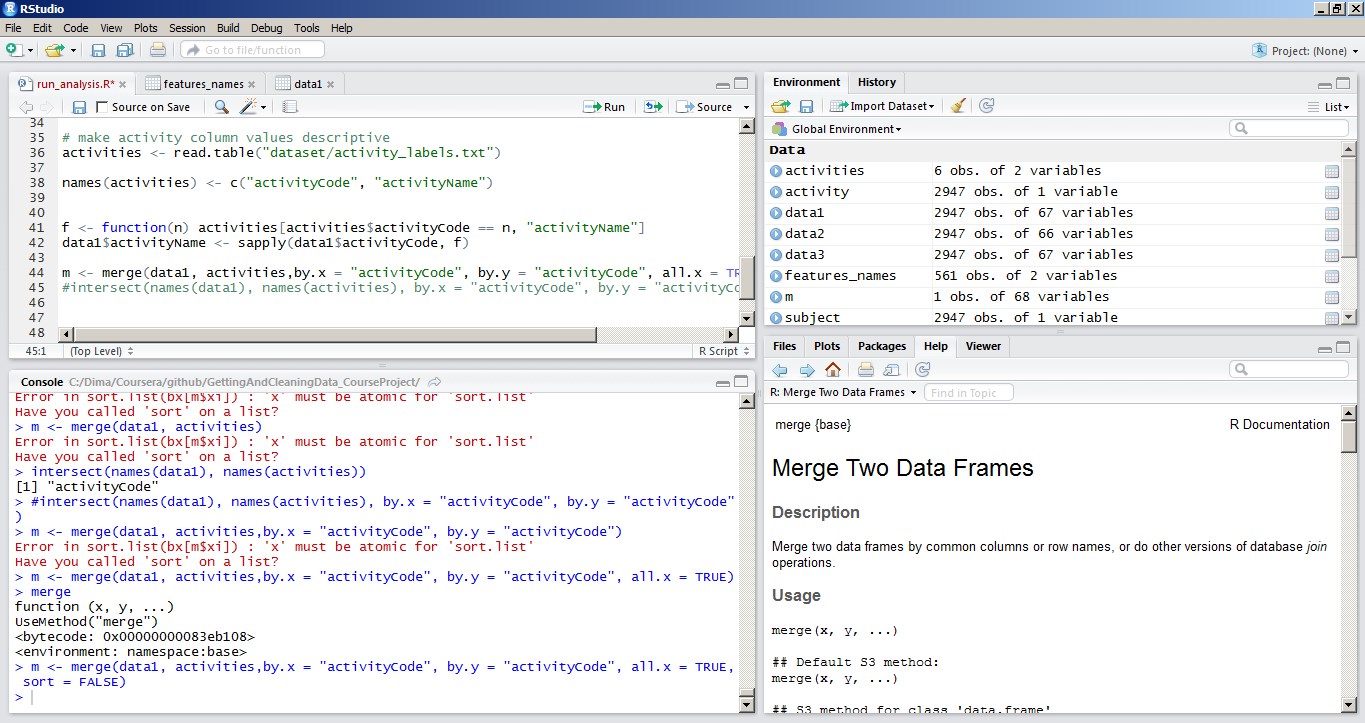 RStudio
File Edit Code View Plots Session Build Debug Tools Help
Go to file/function
Project: (None)
run_analysis.R*
features_names
data1
Source on Save
Run
Source
34
35 # make activity column values descriptive
36 activities <- read.table("dataset/activity_labels.txt")
37
38 names(activities) <- c("activityCode", "activityName")
39
40
41 f <- function(n) activities[activities$activityCode == n, "activityName"]
42 data1$activityName <- sapply(data1$activityCode, f)
43
44 m <- merge(data1, activities,by.x = "activityCode", by.y = "activityCode", all.x = TR
45 #intersect(names(data1), names(activities), by.x = "activityCode", by.y = "activityCo
46
47
48
45:1 (Top Level) R Script
Console C:/Dima/Coursera/github/GettingAndCleaningData_CourseProject/
Error in sort.list(bx[m$xi]) : 'x' must be atomic for 'sort.list'
Have you called 'sort' on a list?
> m <- merge(data1, activities)
Error in sort.list(bx[m$xi]) : 'x' must be atomic for 'sort.list'
Have you called 'sort' on a list?
> intersect(names(data1), names(activities))
[1] "activityCode"
> #intersect(names(data1), names(activities), by.x = "activityCode", by.y = "activityCode"
)
> m <- merge(data1, activities,by.x = "activityCode", by.y = "activityCode")
Error in sort.list(bx[m$xi]) : 'x' must be atomic for 'sort.list'
Have you called 'sort' on a list?
> m <- merge(data1, activities,by.x = "activityCode", by.y = "activityCode", all.x = TRUE)
> merge
function (x, y, ...)
UseMethod("merge")
<bytecode: 0x00000000083eb108>
<environment: namespace:base>
> m <- merge(data1, activities,by.x = "activityCode", by.y = "activityCode", all.x = TRUE,
sort = FALSE)
>
Environment History
Import Dataset
List
Global Environment
Data
activities 6 obs. of 2 variables
activity 2947 obs. of 1 variable
data1 2947 obs. of 67 variables
data2 2947 obs. of 66 variables
data3 2947 obs. of 67 variables
features_names 561 obs. of 2 variables
m 1 obs. of 68 variables
subject 2947 obs. of 1 variable
Files Plots Packages Help Viewer
R: Merge Two Data Frames
Find in Topic
merge {base} R Documentation
Merge Two Data Frames
Description
Merge two data frames by common columns or row names, or do other versions of database join
operations.
Usage
merge(x, y, ...)
## Default S3 method:
merge(x, y, ...)
## S3 method for class 'data.frame'